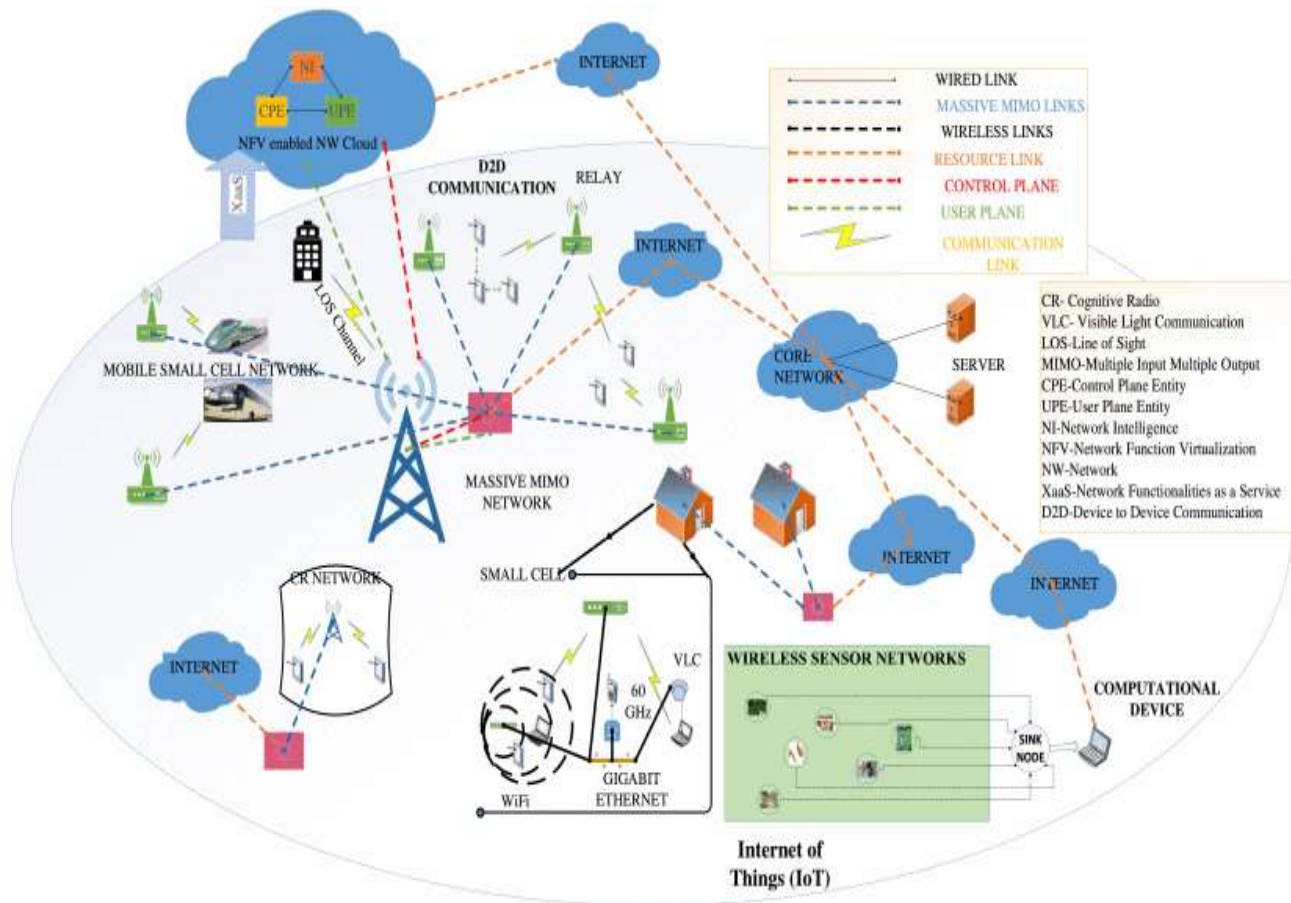 INTERNET
NI
CPE
UPE
NFV enabled NW Cloud
XaaS
WIRED LINK
MASSIVE MIMO LINKS
WIRELESS LINKS
RESOURCE LINK
CONTROL PLANE
USER PLANE
COMMUNICATION
LINK
D2D
COMMUNICATION
RELAY
INTERNET
LOS Channel
MOBILE SMALL CELL NETWORK
CORE
NETWORK
SERVER
CR- Cognitive Radio
VLC- Visible Light Communication
LOS-Line of Sight
MIMO-Multiple Input Multiple Output
CPE-Control Plane Entity
UPE-User Plane Entity
NI-Network Intelligence
NFV-Network Function Virtualization
NW-Network
XaaS-Network Functionalities as a Service
D2D-Device to Device Communication
MASSIVE MIMO
NETWORK
INTERNET
INTERNET
SMALL CELL
CR NETWORK
INTERNET
VLC
60
GHz
WiFi
GIGABIT
ETHERNET
WIRELESS SENSOR NETWORKS
SINK
NODE
COMPUTATIONAL
DEVICE
Internet of
Things (IoT)